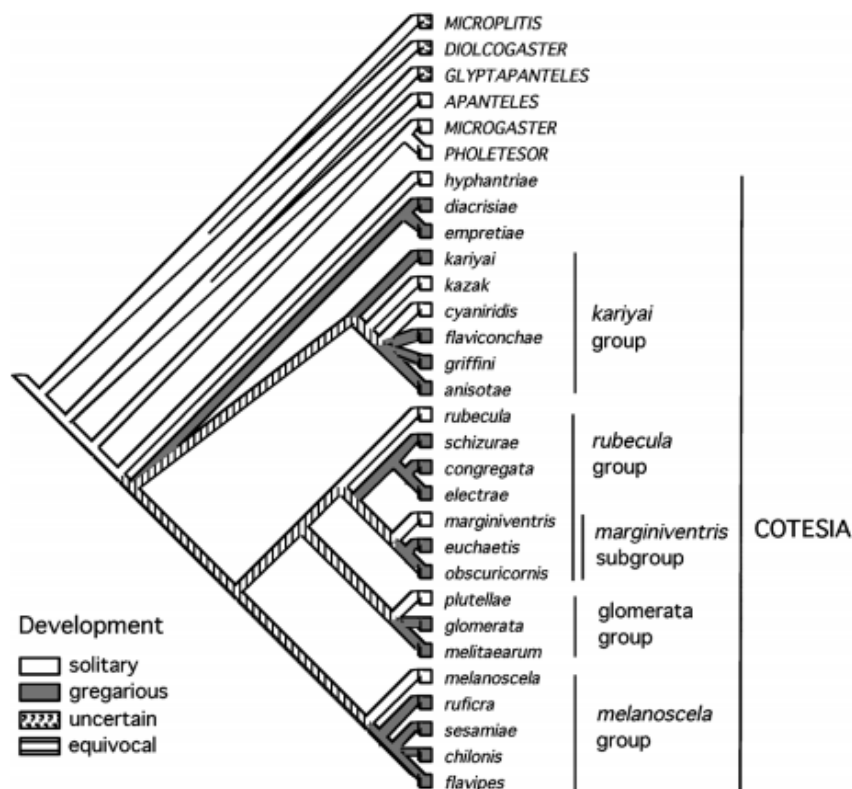 MICROPLITIS
DIOLCOGASTER
GLYPTAPANTELES
APANTELES
MICROGASTER
PHOLETESOR
hyphantriae
diacrisiae
empretiae
kariyai
kazak
cyaniridis
flaviconchae
griffini
anisotae
rubecula
schizurae
congregata
electrae
marginiventris
euchaetis
obscuricornis
plutellae
glomerata
melitaearum
melanoscela
ruficra
sesamiae
chilonis
flavipes
kariyai
group
rubecula
group
marginiventris
subgroup
glomerata
group
melanoscela
group
COTESIA
Development
solitary
gregarious
uncertain
equivocal